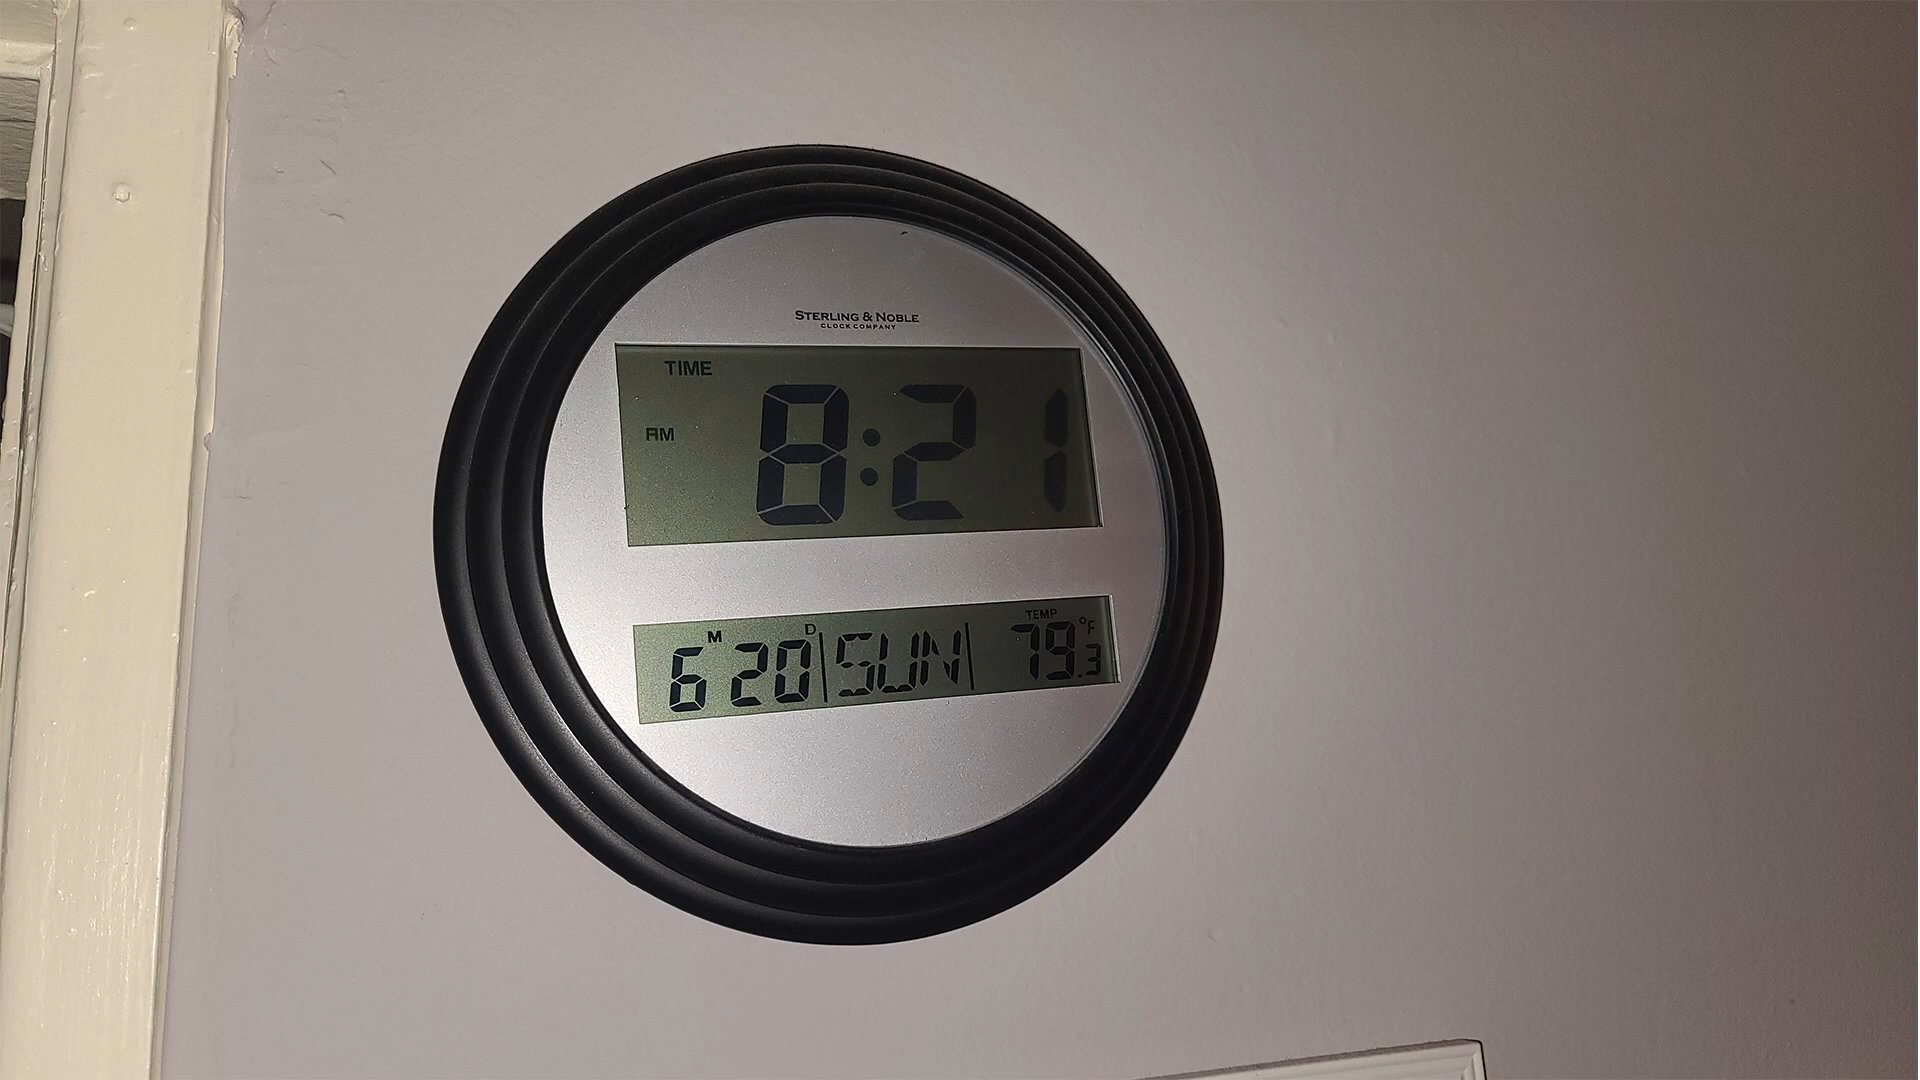 STERLING & NOBLE
CLOCK COMPANY
TIME
AM 8:21
M D TEMP °F
6 20 SUN 79.3